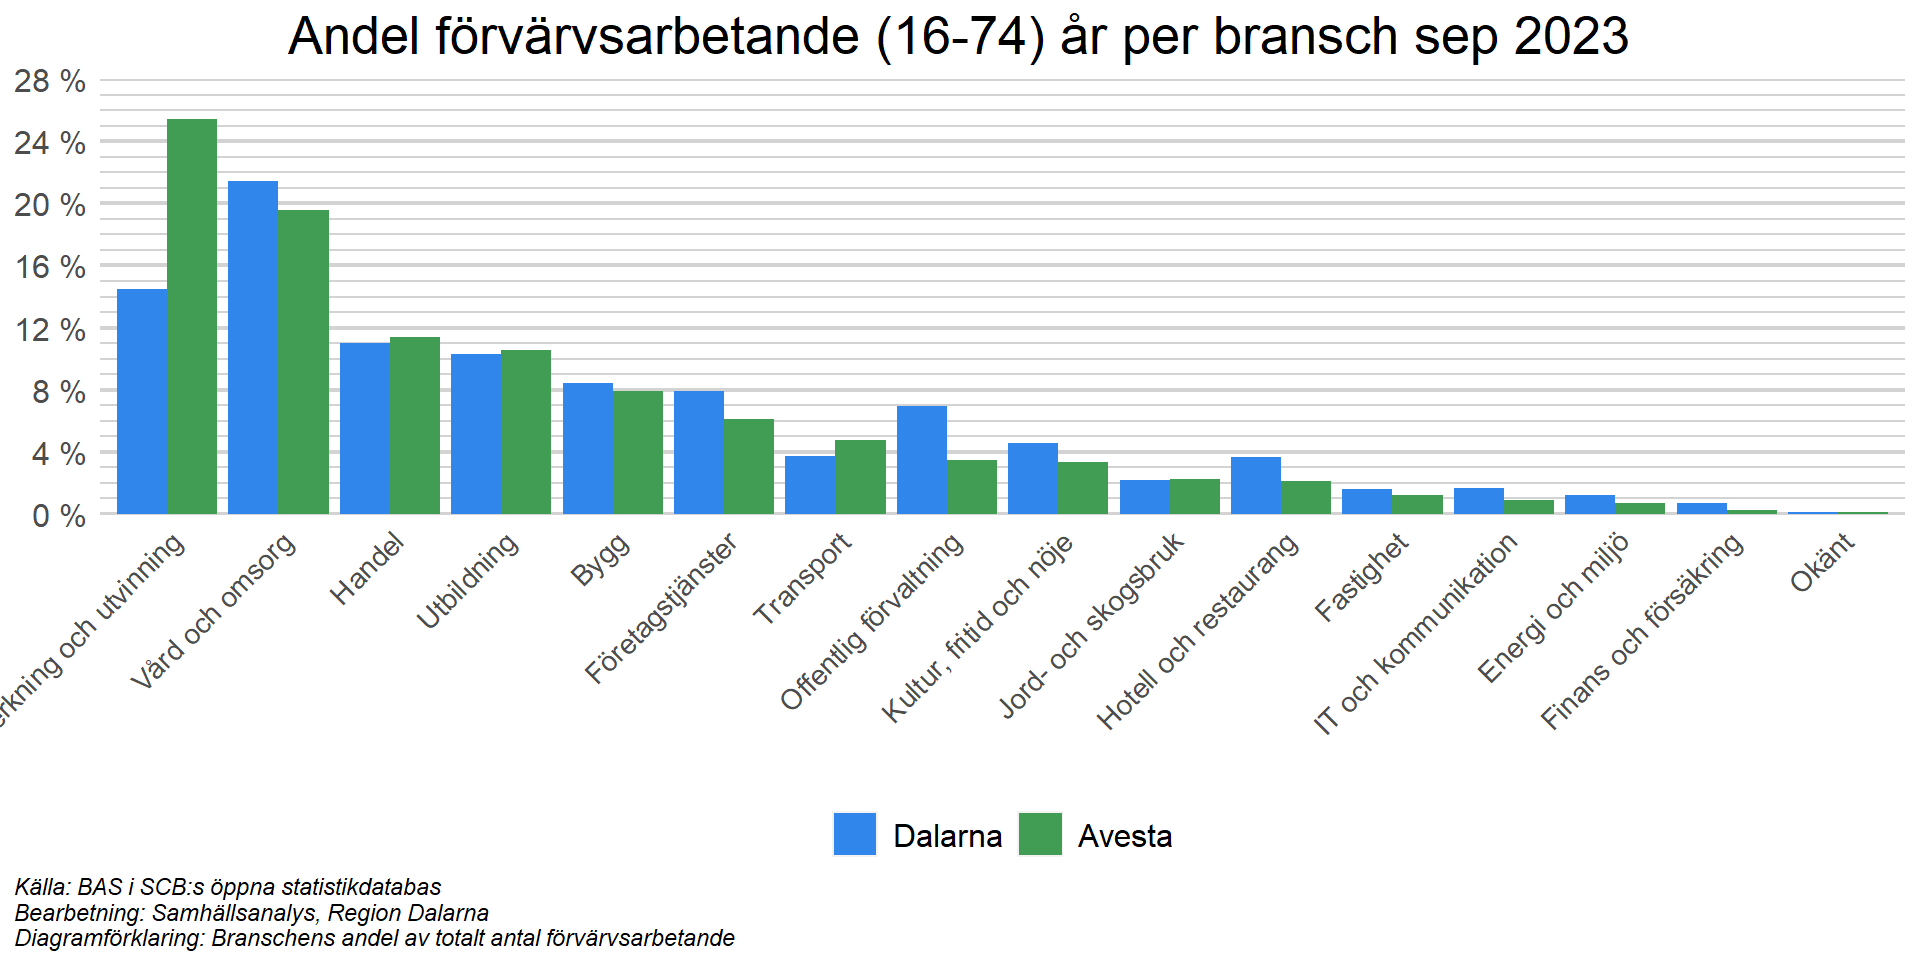 Andel förvärvsarbetande (16-74) år per bransch sep 2023
28 %
24 %
20 %
16 %
12 %
8 %
4 %
0 %
och utvinning
Vård och omsorg
Handel
Utbildning
Bygg
Företagstjänster
Transport
Offentlig förvaltning
Kultur, fritid och nöje
Jord- och skogsbruk
Hotell och restaurang
Fastighet
IT och kommunikation
Energi och miljö
Finans och försäkring
Okänt
Dalarna
Avesta
Källa: BAS i SCB:s öppna statistikdatabas
Bearbetning: Samhällsanalys, Region Dalarna
Diagramförklaring: Branschens andel av totalt antal förvärvsarbetande